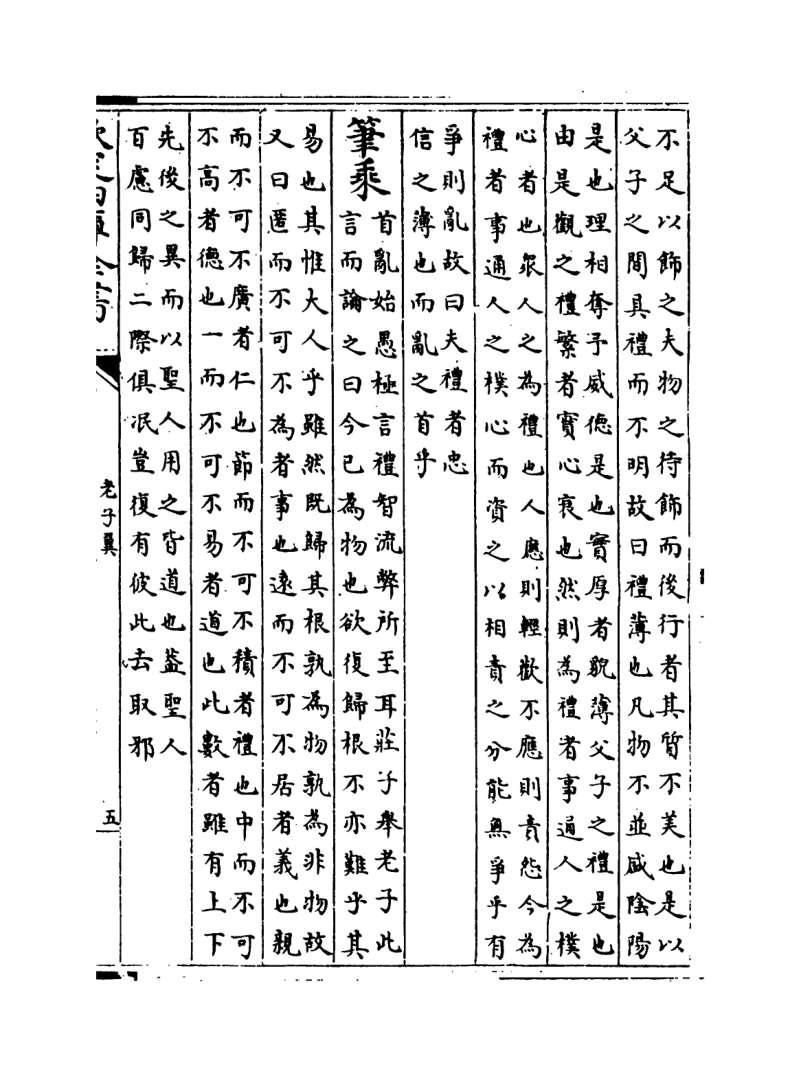 不足以飾之夫物之待飾而後行者其質不美也是以
父子之間具禮而不明故曰禮薄也凡物不並盛陰陽
是也理相奪予威德是也實厚者貌薄父子之禮是也
由是觀之禮繁者實心衰也然則為禮者事通人之樸
心者也衆人之為禮也人應則輕歡不應則責怨今為
禮者事通人之樸心而資之以相責之分能無爭乎有
爭則亂故曰夫禮者忠
信之薄也而亂之首乎
筆乘
首亂始愚極言禮智流弊所至耳莊子舉老子此
言而論之曰今已為物也欲復歸根不亦難乎其
易也其惟大人乎雖然既歸其根孰為物孰為非物故
又曰匿而不可不為者事也遠而不可不居者義也親
而不可不廣者仁也節而不可不積者禮也中而不可
不高者德也一而不可不易者道也此數者雖有上下
先後之異而以聖人用之皆道也蓋聖人
百慮同歸二際俱泯豈復有彼此去取邪
欽定四庫全書
老子翼
五